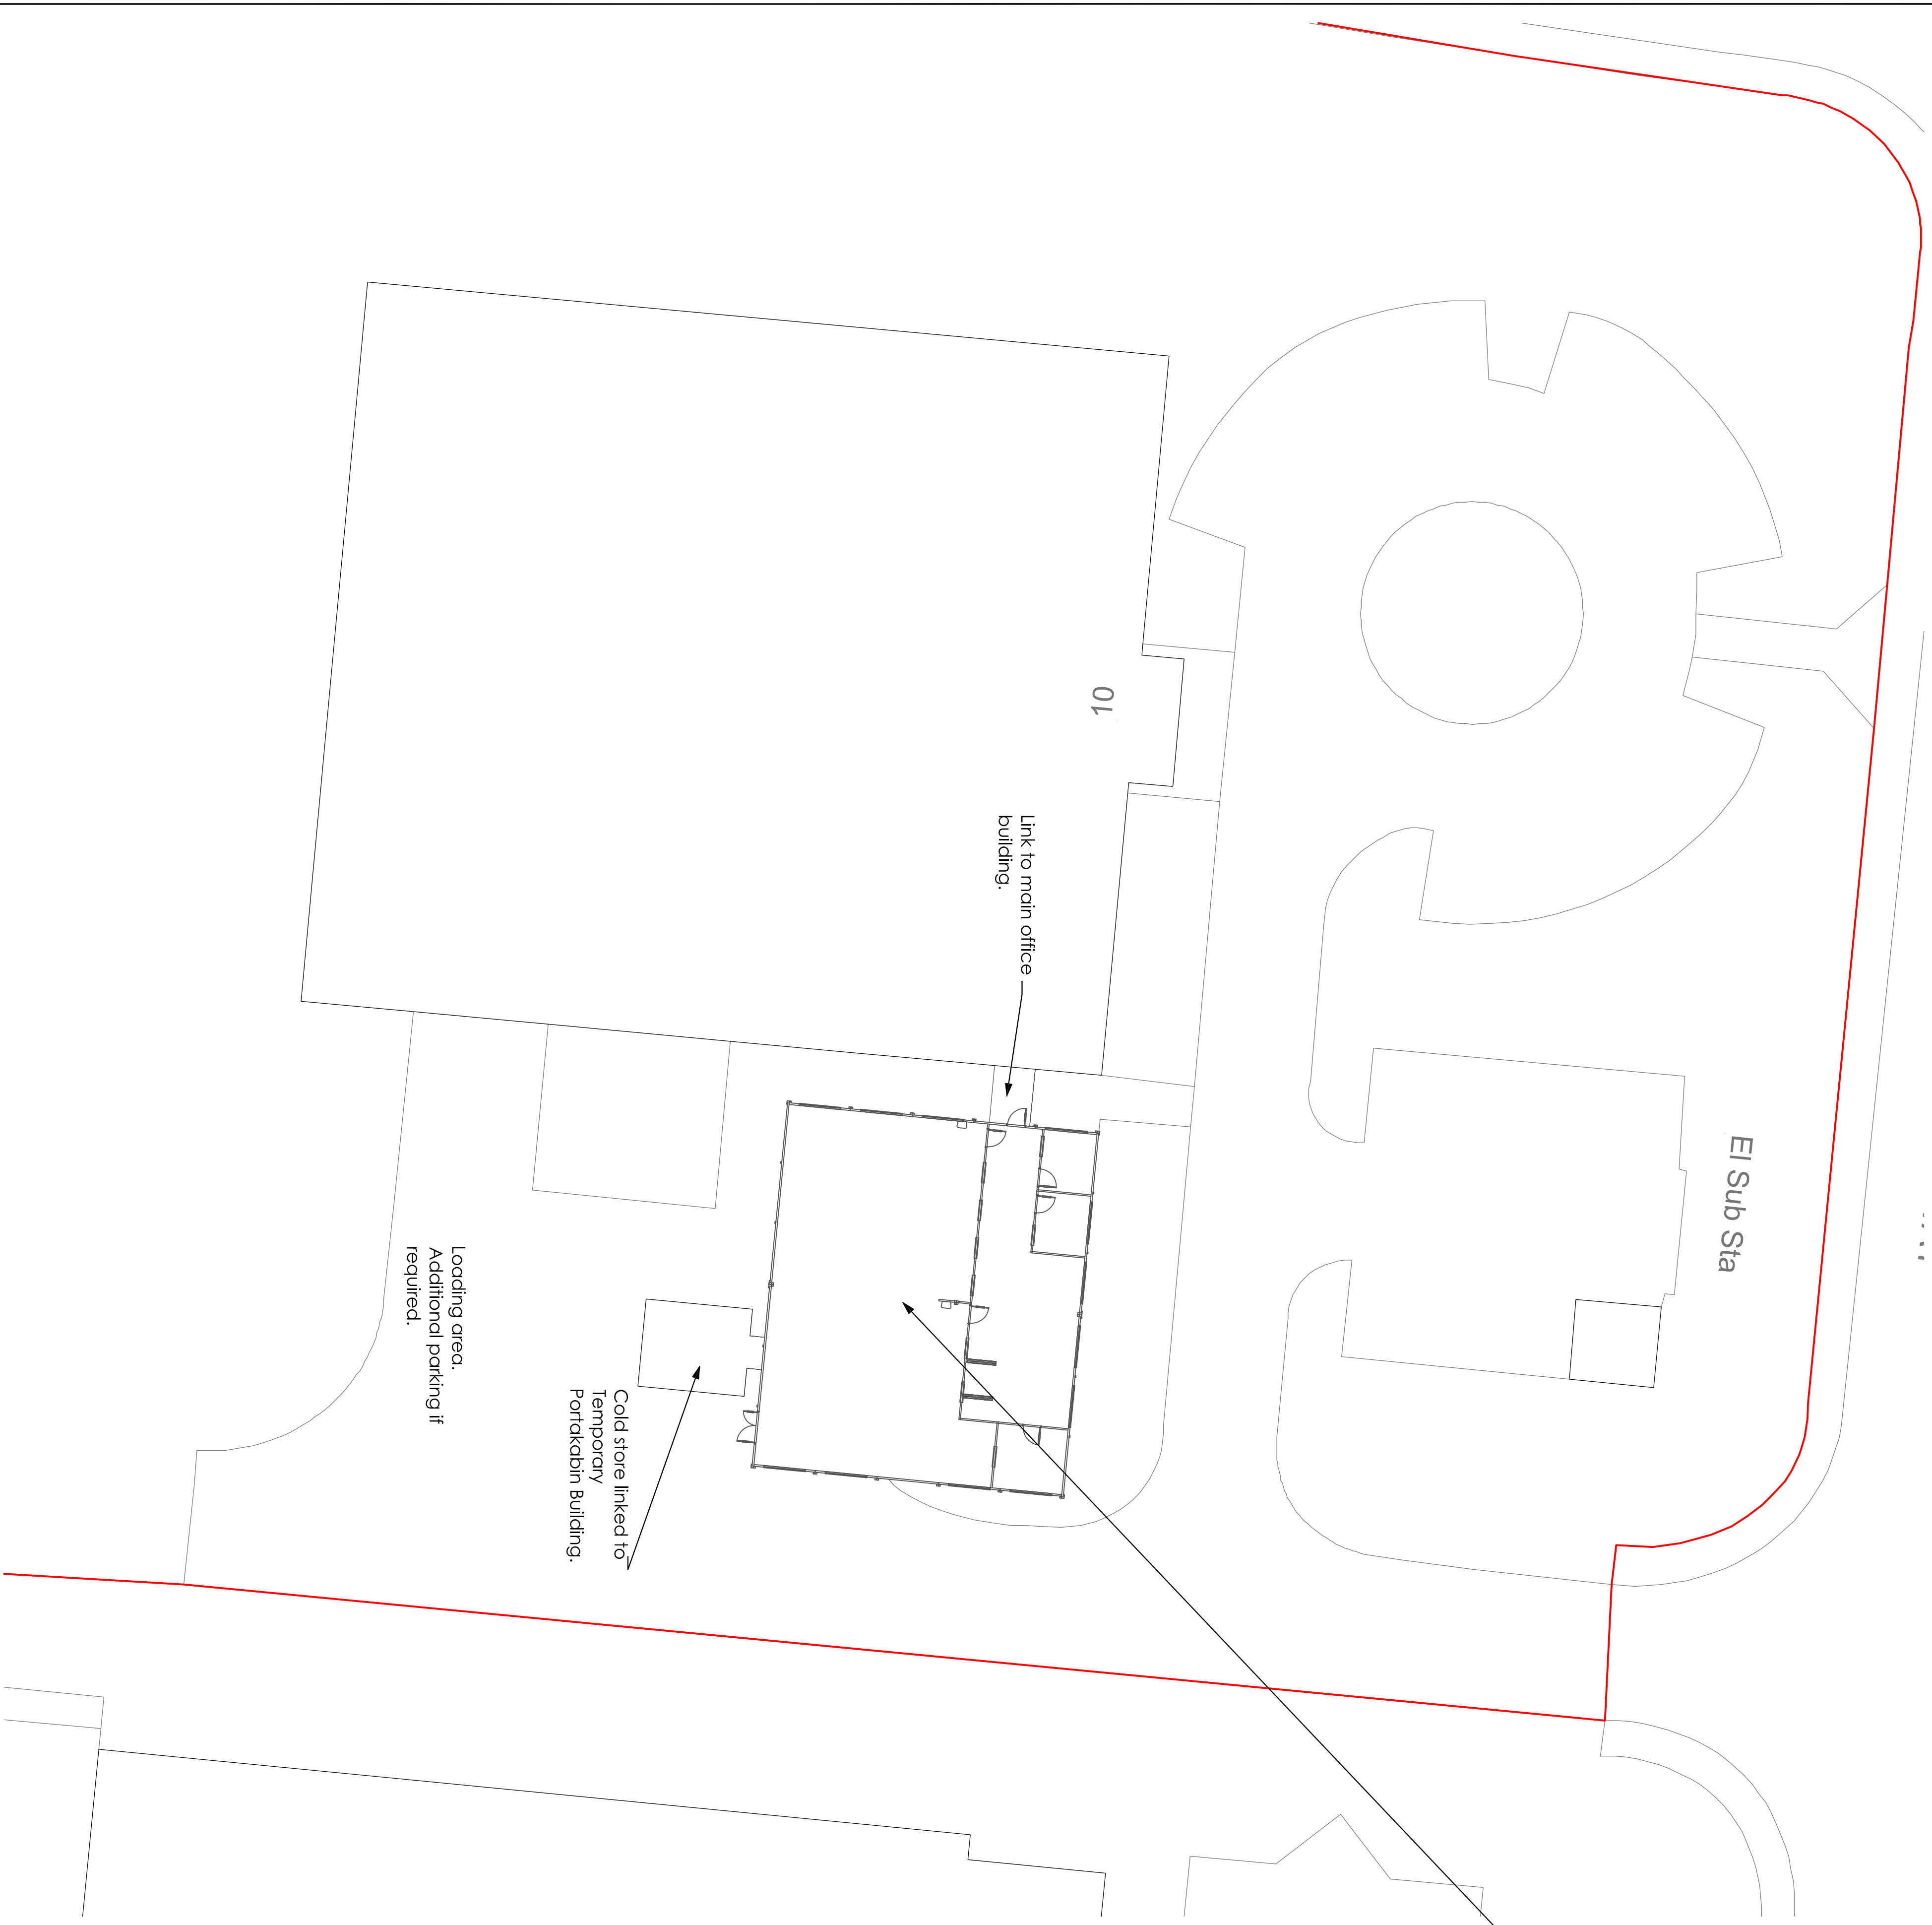 10
Link to main office
building.
El Sub Sta
Loading area.
Additional parking if
required.
Cold store linked to
Temporary
Portakabin Building.